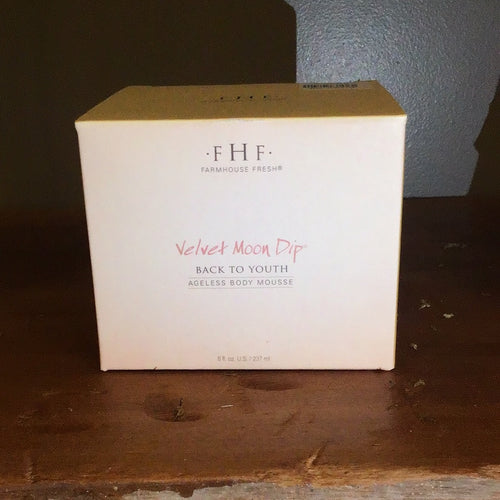 ·FHF·
FARMHOUSE FRESH®
Velvet Moon Dip®
BACK TO YOUTH
AGELESS BODY MOUSSE
8 fl oz. U.S. / 237 ml